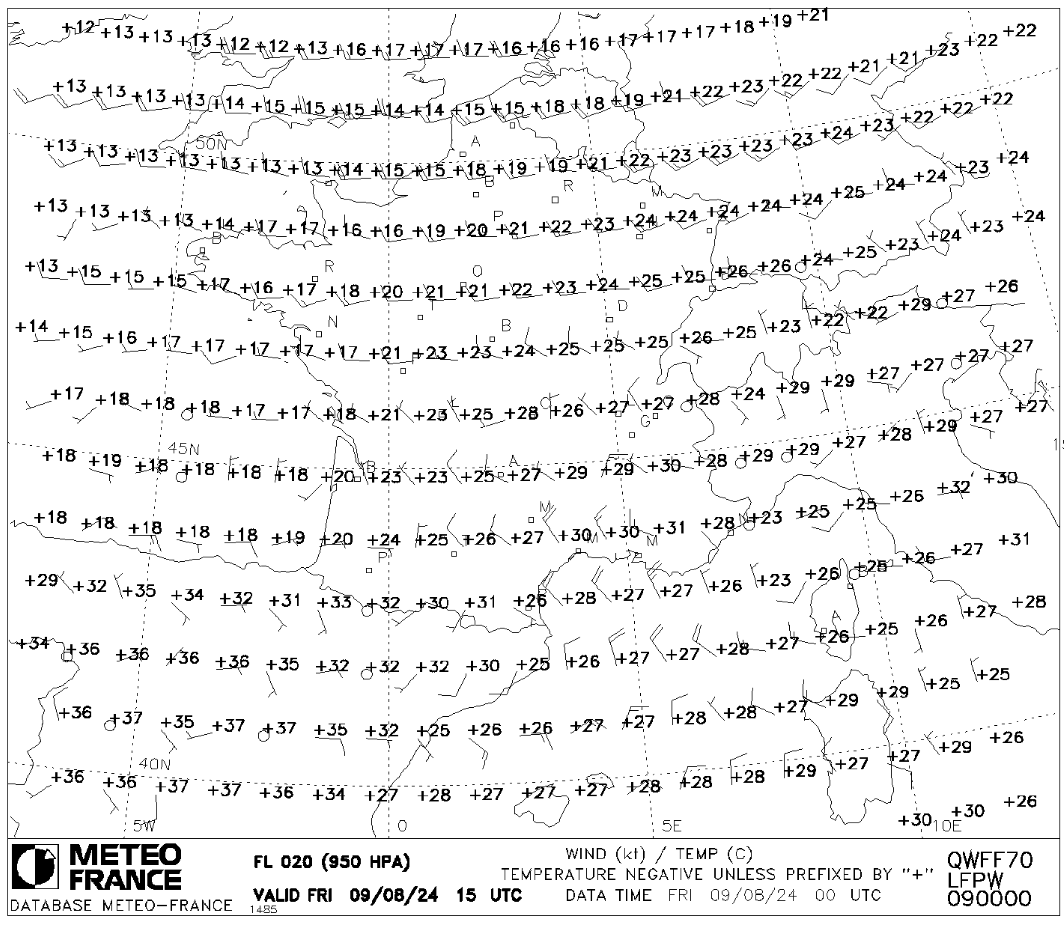 +12 +13 +13 +13 +12 +12 +13 +16 +17 +17 +17 +16 +16 +16 +17 +17 +17 +18 +19 +21
+13 +13 +13 +13 +14 +15 +15 +15 +14 +14 +15 +15 +18 +18 +19 +21 +22 +23 +22 +22 +21 +21 +23 +22 +22
50N
A
+13 +13 +13 +13 +13 +13 +13 +14 +15 +15 +18 +19 +19 +21 +22 +23 +23 +23 +23 +24 +23 +22 +22 +22
B R M
P
+13 +13 +13 +13 +14 +17 +17 +16 +16 +19 +20 +21 +22 +23 +24 +24 +24 +24 +24 +25 +24 +24 +23 +24
B
R O
+13 +15 +15 +15 +17 +16 +17 +18 +20 +21 +21 +22 +23 +24 +25 +25 +26 +26 +24 +25 +23 +24 +23 +24
T D
N B
+14 +15 +16 +17 +17 +17 +17 +17 +21 +23 +23 +24 +25 +25 +25 +26 +25 +23 +22 +22 +29 +27 +26
+17 +18 +18 +18 +17 +17 +18 +21 +23 +25 +28 +26 +27 +27 +28 +24 +29 +29 +27 +27 +27 +27
L C G
45N
B A
+18 +19 +18 +18 +18 +18 +20 +23 +23 +25 +27 +29 +29 +30 +28 +29 +29 +27 +28 +29 +27 +27
M N
+18 +18 +18 +18 +18 +19 +20 +24 +25 +26 +27 +30 +30 +31 +28 +23 +25 +25 +26 +32 +30
P M M
B
+29 +32 +35 +34 +32 +31 +33 +32 +30 +31 +26 +28 +27 +27 +26 +23 +26 +25 +26 +27 +31
P A
+34 +36 +36 +36 +36 +35 +32 +32 +32 +30 +25 +26 +27 +27 +28 +27 +26 +25 +26 +27 +28
+36 +37 +35 +37 +37 +35 +32 +25 +26 +26 +27 +27 +28 +28 +27 +29 +29 +25 +25
40N
+36 +36 +37 +37 +36 +34 +27 +28 +27 +27 +27 +28 +28 +28 +29 +27 +27 +29 +26
+30 +30 +26
5W 0 5E 10E
METEO
FRANCE
DATABASE METEO-FRANCE
FL 020 (950 HPA)
VALID FRI 09/08/24 15 UTC
1485
WIND (kt) / TEMP (C)
TEMPERATURE NEGATIVE UNLESS PREFIXED BY "+"
DATA TIME FRI 09/08/24 00 UTC
QWFF70
LFPW
090000